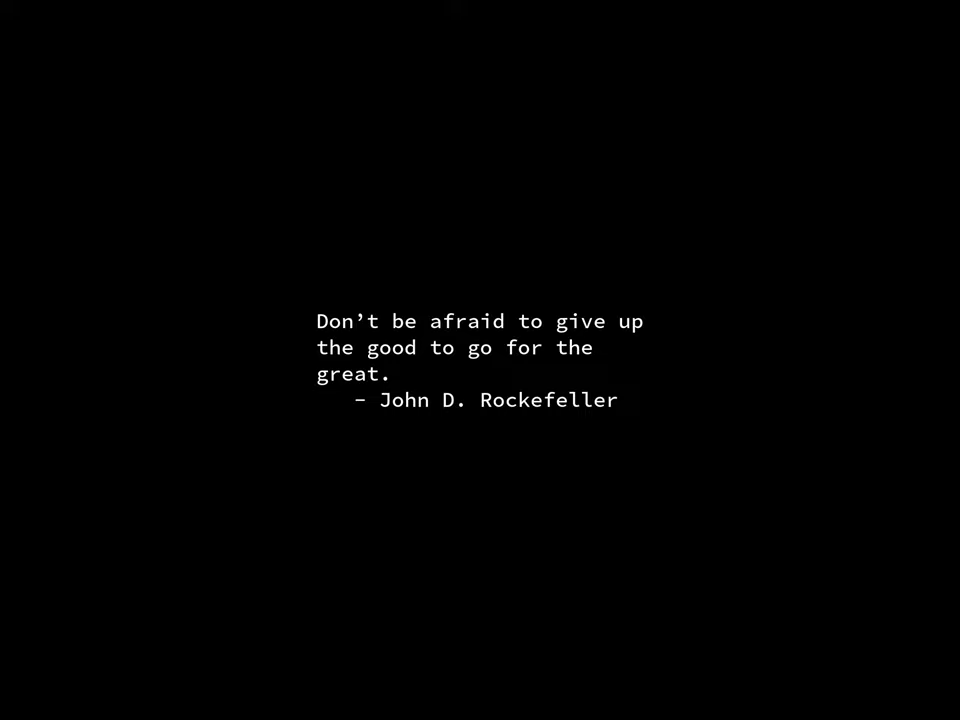 Don’t be afraid to give up
the good to go for the
great.
– John D. Rockefeller